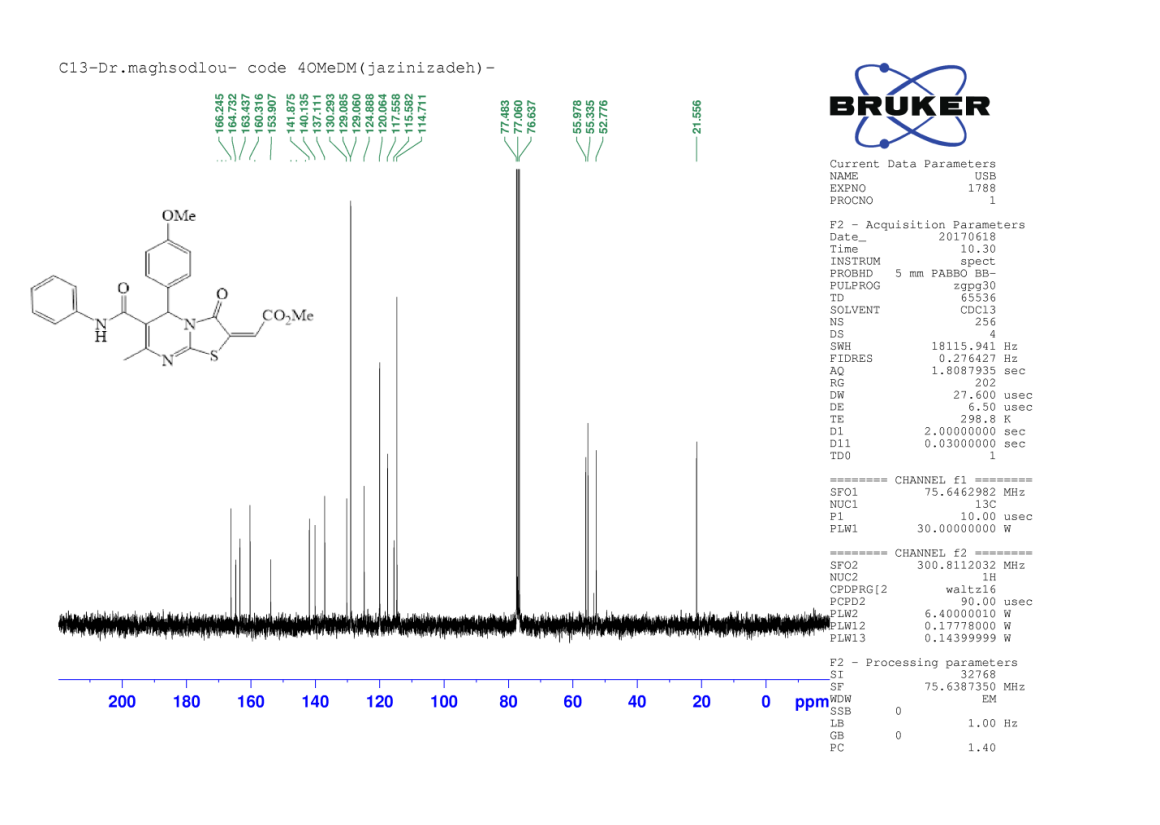 C13-Dr.maghsodlou- code 4OMeDM(jazinizadeh)-
166.245
164.732
163.437
160.316
153.907
141.875
140.135
137.111
130.293
129.085
129.060
124.888
120.064
117.558
115.582
114.711
77.483
77.060
76.637
55.978
55.335
52.776
21.556
BRUKER
OMe
O
O
CO2Me
N
H
N
N
S
200 180 160 140 120 100 80 60 40 20 0 ppm
Current Data Parameters
NAME USB
EXPNO 1788
PROCNO 1
F2 - Acquisition Parameters
Date_ 20170618
Time 10.30
INSTRUM spect
PROBHD 5 mm PABBO BB-
PULPROG zgpg30
TD 65536
SOLVENT CDCl3
NS 256
DS 4
SWH 18115.941 Hz
FIDRES 0.276427 Hz
AQ 1.8087935 sec
RG 202
DW 27.600 usec
DE 6.50 usec
TE 298.8 K
D1 2.00000000 sec
D11 0.03000000 sec
TD0 1
======== CHANNEL f1 ========
SFO1 75.6462982 MHz
NUC1 13C
P1 10.00 usec
PLW1 30.00000000 W
======== CHANNEL f2 ========
SFO2 300.8112032 MHz
NUC2 1H
CPDPRG[2 waltz16
PCPD2 90.00 usec
PLW2 6.40000010 W
PLW12 0.17778000 W
PLW13 0.14399999 W
F2 - Processing parameters
SI 32768
SF 75.6387350 MHz
WDW EM
SSB 0
LB 1.00 Hz
GB 0
PC 1.40